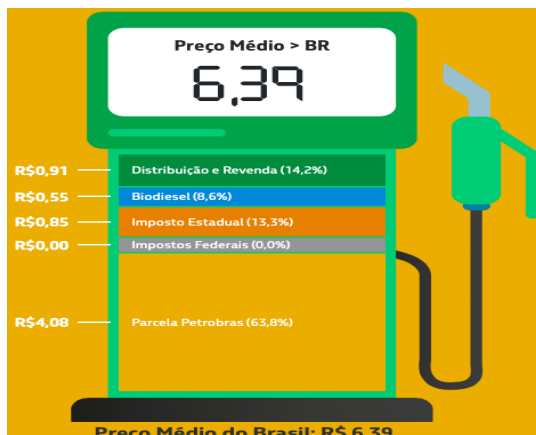 Preço Médio > BR
6,39
R$0,91 Distribuição e Revenda (14,2%)
R$0,55 Biodiesel (8,6%)
R$0,85 Imposto Estadual (13,3%)
R$0,00 Impostos Federais (0,0%)
R$4,08 Parcela Petrobras (63,8%)
Preço Médio do Brasil: R$ 6,39